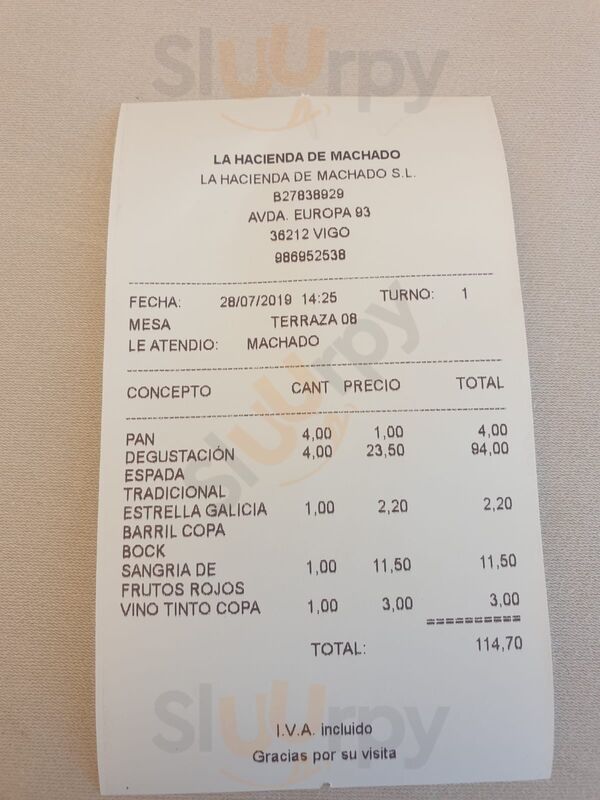 Sluurpy
LA HACIENDA DE MACHADO
LA HACIENDA DE MACHADO S.L.
B27838929
AVDA. EUROPA 93
36212 VIGO
986952538
FECHA: 28/07/2019 14:25 TURNO: 1
MESA TERRAZA 08
LE ATENDIO: MACHADO
Sluurpy
CONCEPTO CANT PRECIO TOTAL
PAN 4,00 1,00 4,00
DEGUSTACIÓN 4,00 23,50 94,00
ESPADA
TRADICIONAL
ESTRELLA GALICIA 1,00 2,20 2,20
BARRIL COPA
BOCK
SANGRIA DE 1,00 11,50 11,50
FRUTOS ROJOS
VINO TINTO COPA 1,00 3,00 3,00
==========
TOTAL: 114,70
Sluurpy
I.V.A. incluido
Gracias por su visita